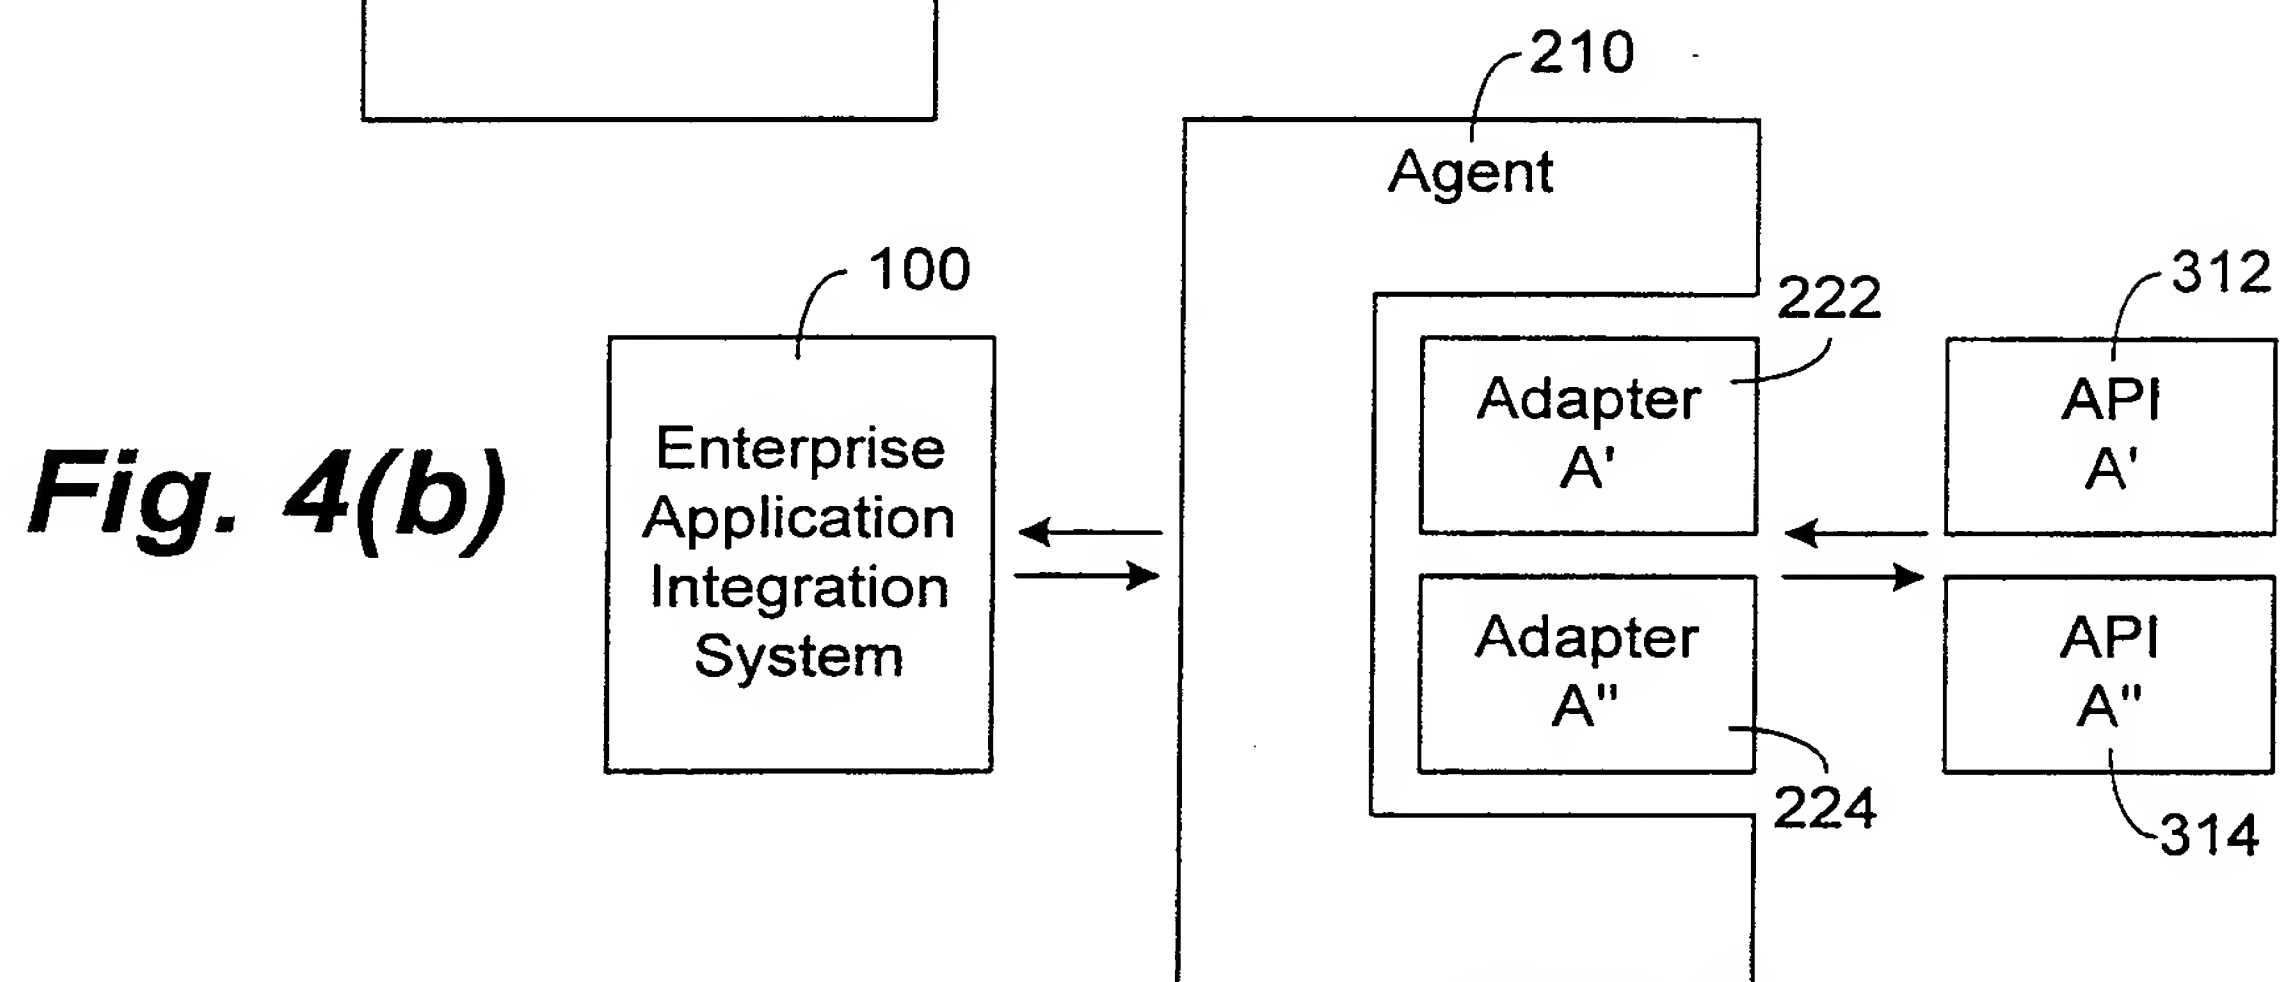 210
Agent
100
312
222
Enterprise
Application
Integration
System
Adapter
A'
API
A'
Fig. 4(b)
Adapter
A"
API
A"
224
314